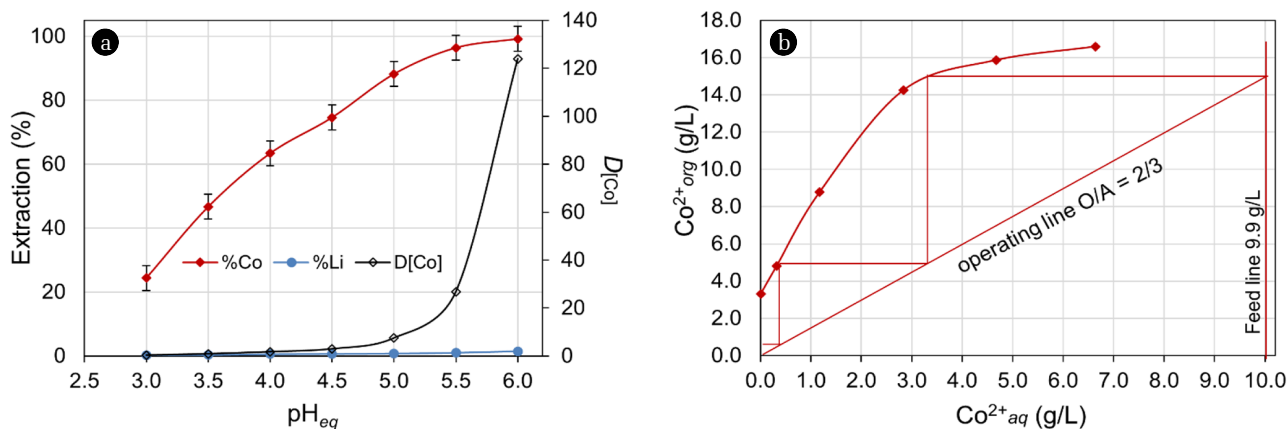 a
Extraction (%)
100
80
60
40
20
0
140
120
100
80
60
40
20
0
D[Co]
%Co
%Li
D[Co]
2.5 3.0 3.5 4.0 4.5 5.0 5.5 6.0
pHeq
b
Co2+org (g/L)
18.0
16.0
14.0
12.0
10.0
8.0
6.0
4.0
2.0
0.0
operating line O/A = 2/3
Feed line 9.9 g/L
0.0 1.0 2.0 3.0 4.0 5.0 6.0 7.0 8.0 9.0 10.0
Co2+aq (g/L)